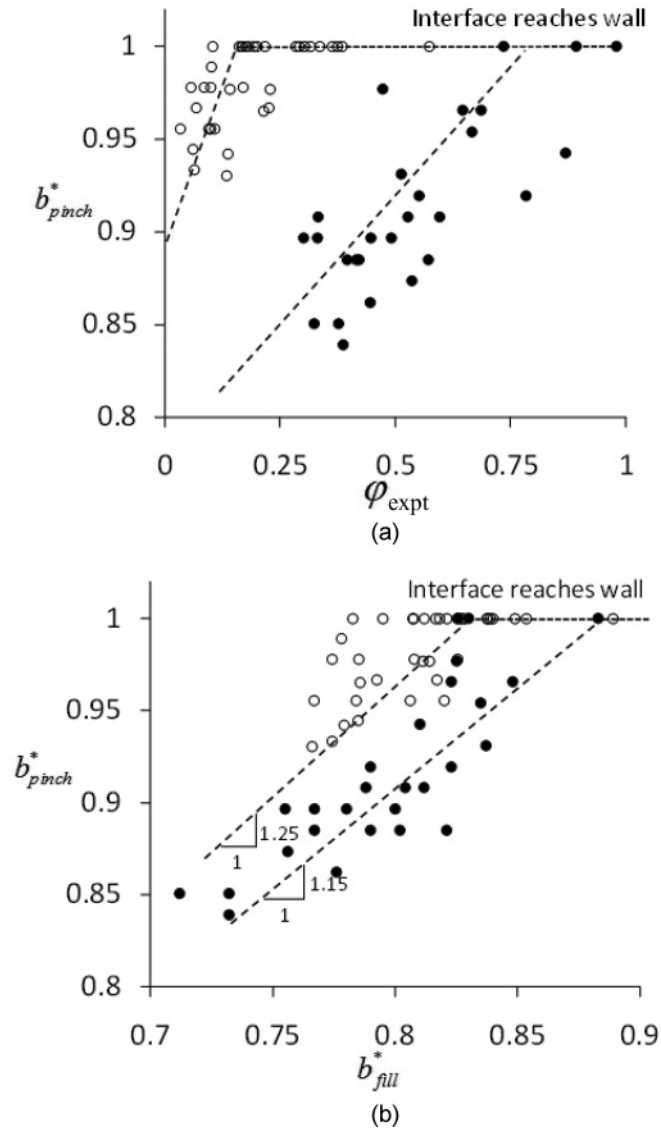 Interface reaches wall
1
0.95
b*pinch
0.9
0.85
0.8
0 0.25 0.5 0.75 1
φexpt
(a)
Interface reaches wall
1
0.95
b*pinch
0.9
1.25
1
0.85
1.15
1
0.8
0.7 0.75 0.8 0.85 0.9
b*fill
(b)